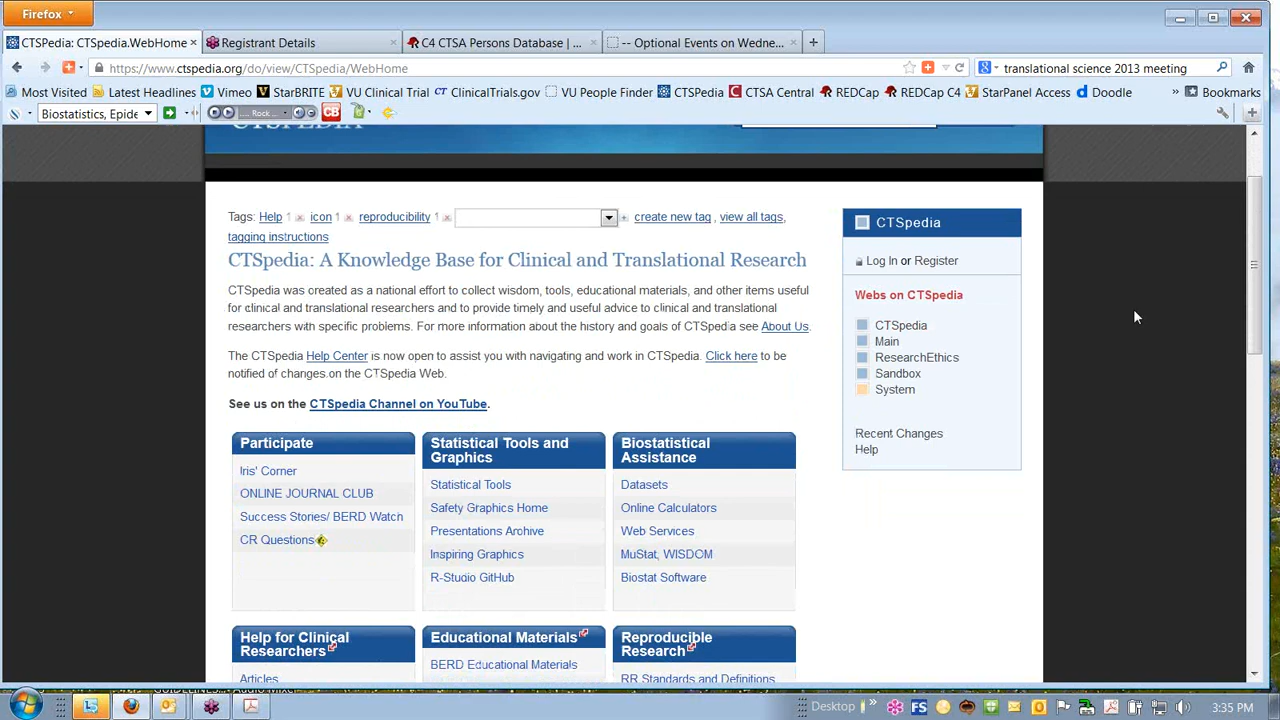 Firefox
CTSPedia: CTSpedia.WebHome × Registrant Details × C4 CTSA Persons Database | ... × -- Optional Events on Wedne... ×
https://www.ctspedia.org/do/view/CTSpedia/WebHome translational science 2013 meeting
Most Visited Latest Headlines Vimeo StarBRITE VU Clinical Trial ClinicalTrials.gov VU People Finder CTSPedia CTSA Central REDCap REDCap C4 StarPanel Access Doodle » Bookmarks
Biostatistics, Epide ... Rock... CB
Tags: Help 1 icon 1 reproducibility 1 create new tag , view all tags,
tagging instructions
CTSpedia: A Knowledge Base for Clinical and Translational Research
CTSpedia was created as a national effort to collect wisdom, tools, educational materials, and other items useful
for clinical and translational researchers and to provide timely and useful advice to clinical and translational
researchers with specific problems. For more information about the history and goals of CTSpedia see About Us.
The CTSpedia Help Center is now open to assist you with navigating and work in CTSpedia. Click here to be
notified of changes on the CTSpedia Web.
See us on the CTSpedia Channel on YouTube.
Participate
Iris' Corner
ONLINE JOURNAL CLUB
Success Stories/ BERD Watch
CR Questions
Statistical Tools and
Graphics
Statistical Tools
Safety Graphics Home
Presentations Archive
Inspiring Graphics
R-Studio GitHub
Biostatistical
Assistance
Datasets
Online Calculators
Web Services
MuStat, WISDOM
Biostat Software
Help for Clinical
Researchers
Articles
Educational Materials
BERD Educational Materials
Reproducible
Research
RR Standards and Definitions
CTSpedia
Log In or Register
Webs on CTSpedia
CTSpedia
Main
ResearchEthics
Sandbox
System
Recent Changes
Help
Desktop » 3:35 PM